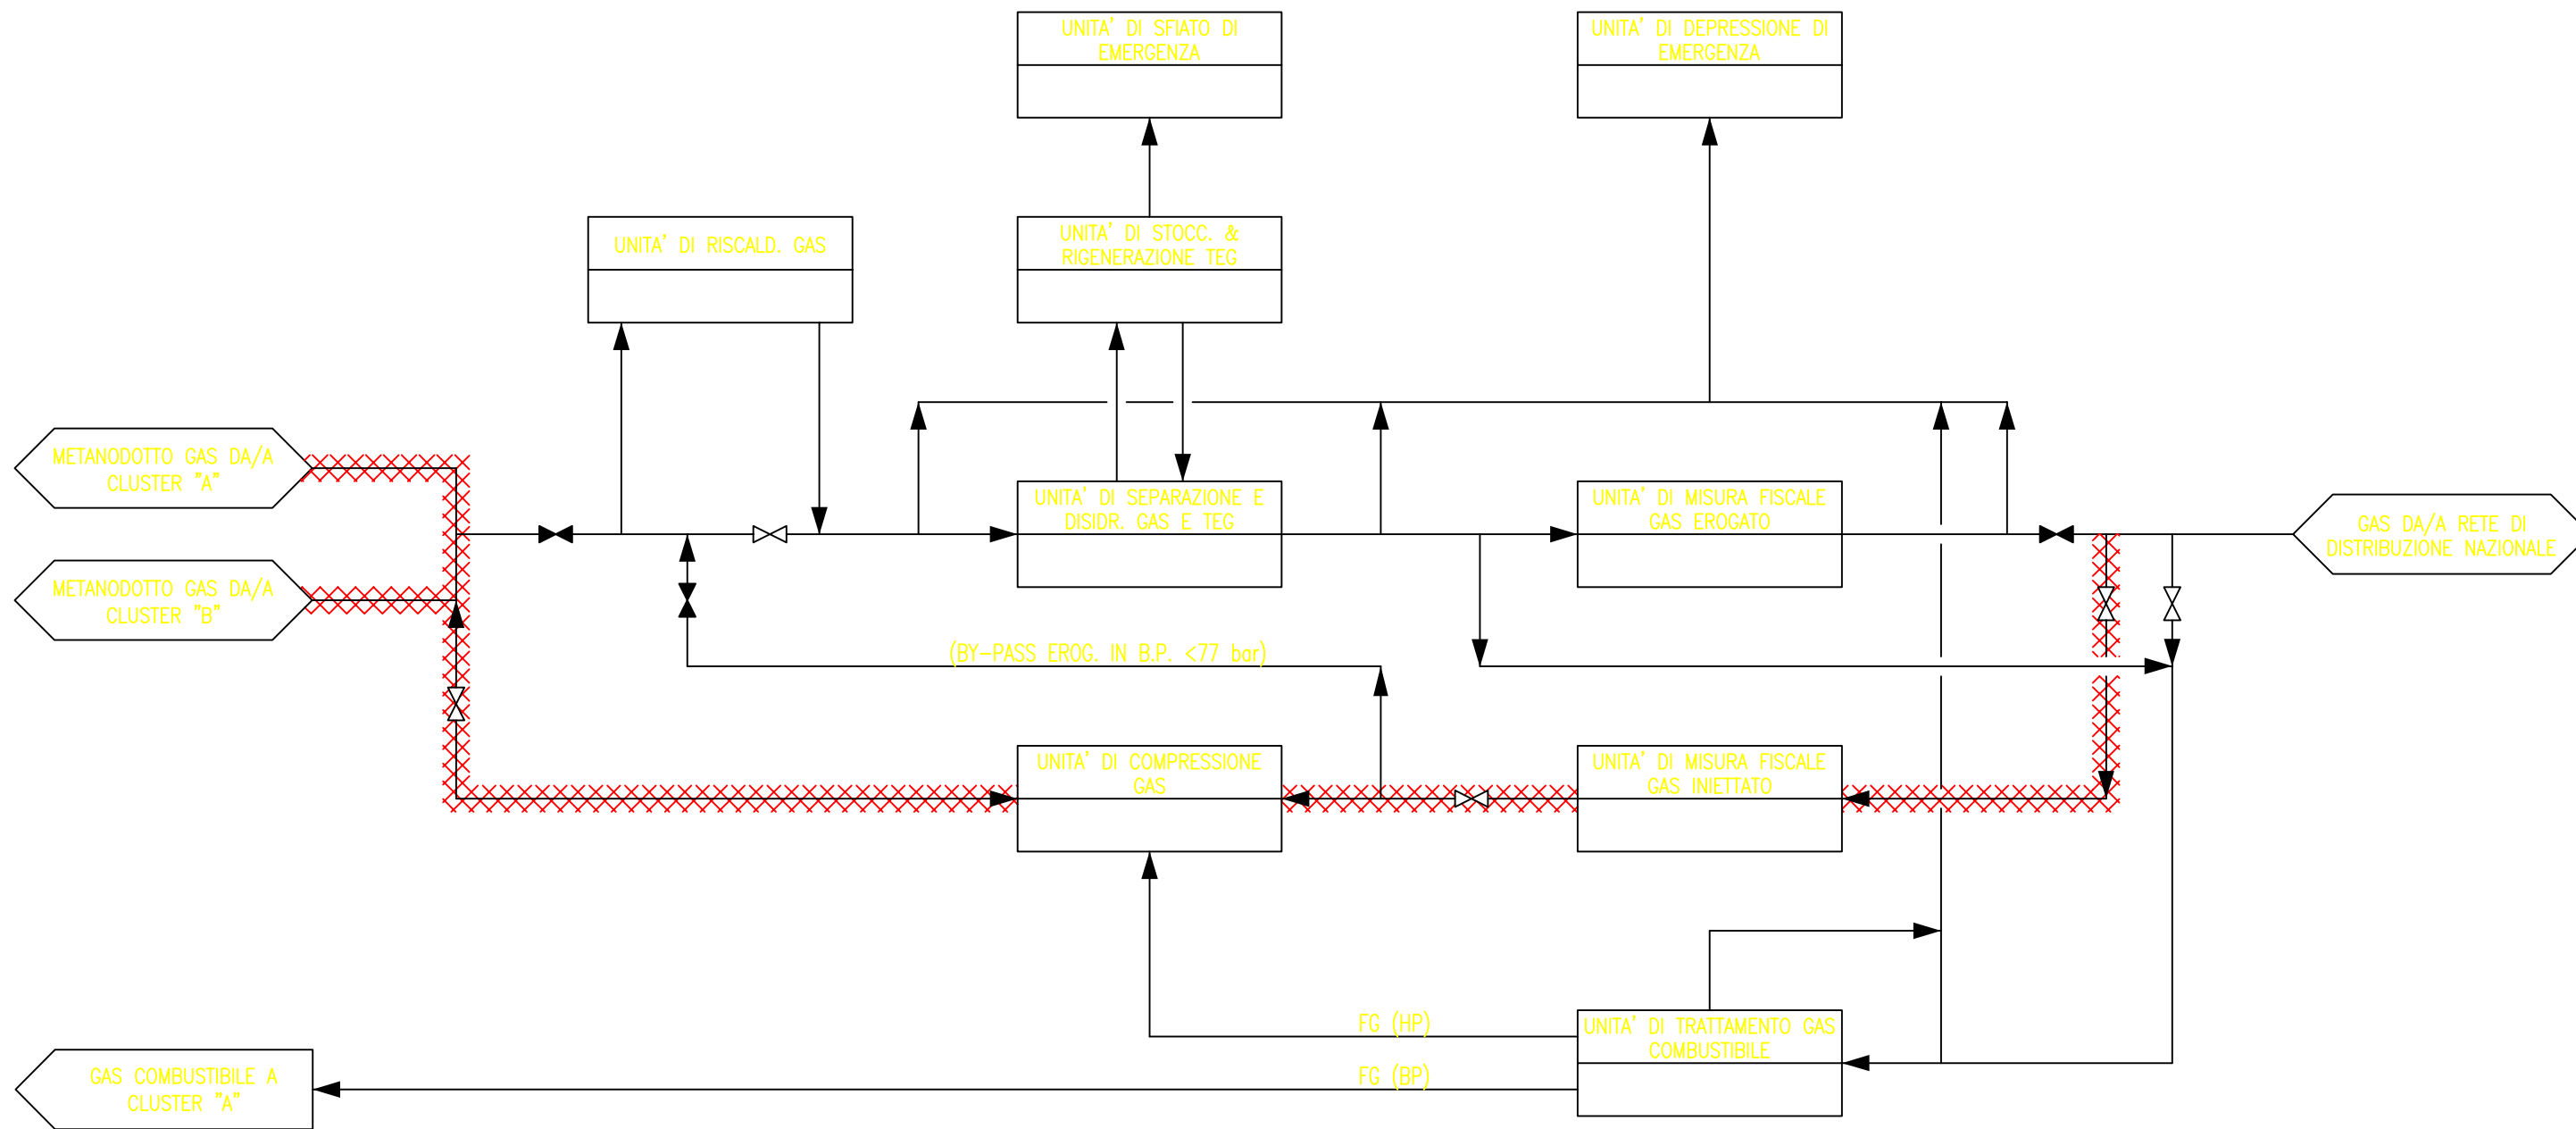 UNITA' DI SFIATO DI
EMERGENZA
UNITA' DI DEPRESSIONE DI
EMERGENZA
UNITA' DI RISCALD. GAS
UNITA' DI STOCC. &
RIGENERAZIONE TEG
METANODOTTO GAS DA/A
CLUSTER "A"
UNITA' DI SEPARAZIONE E
DISIDR. GAS E TEG
UNITA' DI MISURA FISCALE
GAS EROGATO
GAS DA/A RETE DI
DISTRIBUZIONE NAZIONALE
METANODOTTO GAS DA/A
CLUSTER "B"
(BY-PASS EROG. IN B.P. <77 bar)
UNITA' DI COMPRESSIONE
GAS
UNITA' DI MISURA FISCALE
GAS INIETTATO
FG (HP)
UNITA' DI TRATTAMENTO GAS
COMBUSTIBILE
GAS COMBUSTIBILE A
CLUSTER "A"
FG (BP)